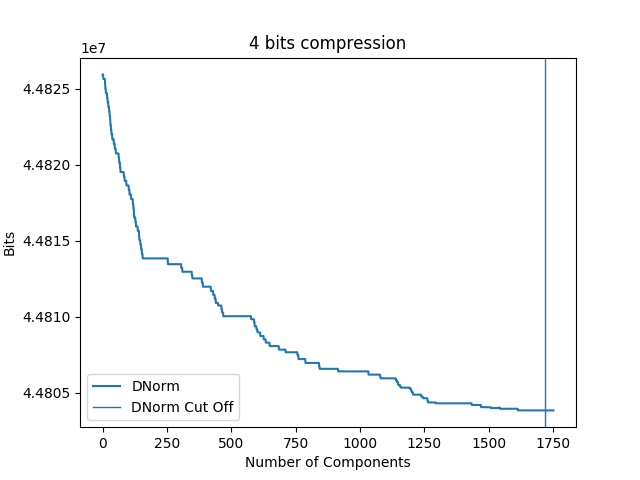 4 bits compression
1e7
4.4825
4.4820
4.4815
4.4810
4.4805
Bits
DNorm
DNorm Cut Off
0 250 500 750 1000 1250 1500 1750
Number of Components